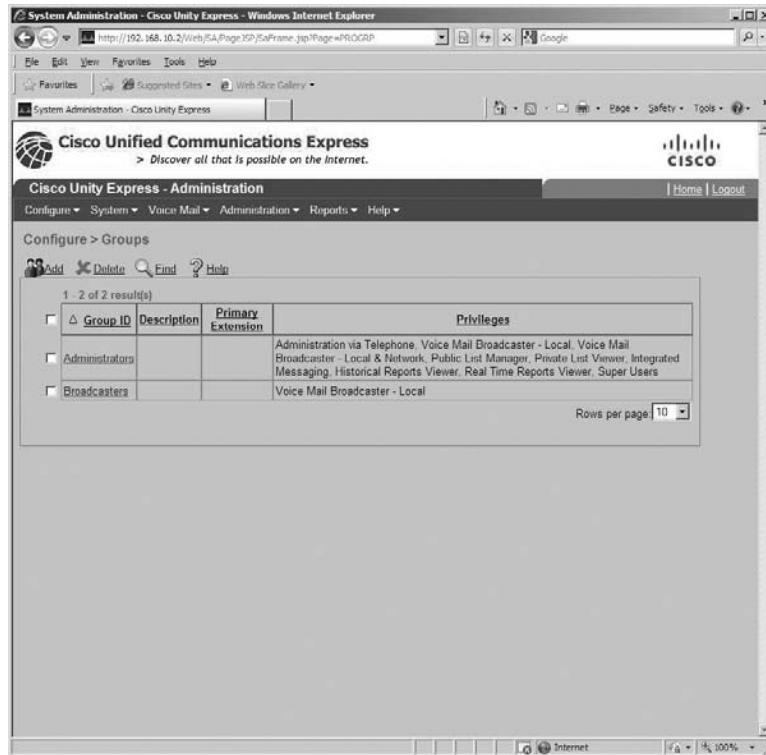 System Administration - Cisco Unity Express - Windows Internet Explorer
http://192.168.10.2/Web/SA/Page/JSP/SaFrame.jsp?Page=PROGRP
Google
File Edit View Favorites Tools Help
Favorites Suggested Sites Web Slice Gallery
System Administration - Cisco Unity Express
Page Safety Tools
Cisco Unified Communications Express
> Discover all that is possible on the Internet.
CISCO
Cisco Unity Express - Administration
| Home | Logout
Configure System Voice Mail Administration Reports Help
Configure > Groups
Add Delete Find Help
1 - 2 of 2 result(s)
Group ID Description Primary Extension Privileges
Administrators
Administration via Telephone, Voice Mail Broadcaster - Local, Voice Mail
Broadcaster - Local & Network, Public List Manager, Private List Viewer, Integrated
Messaging, Historical Reports Viewer, Real Time Reports Viewer, Super Users
Broadcasters Voice Mail Broadcaster - Local
Rows per page: 10
Internet 100%